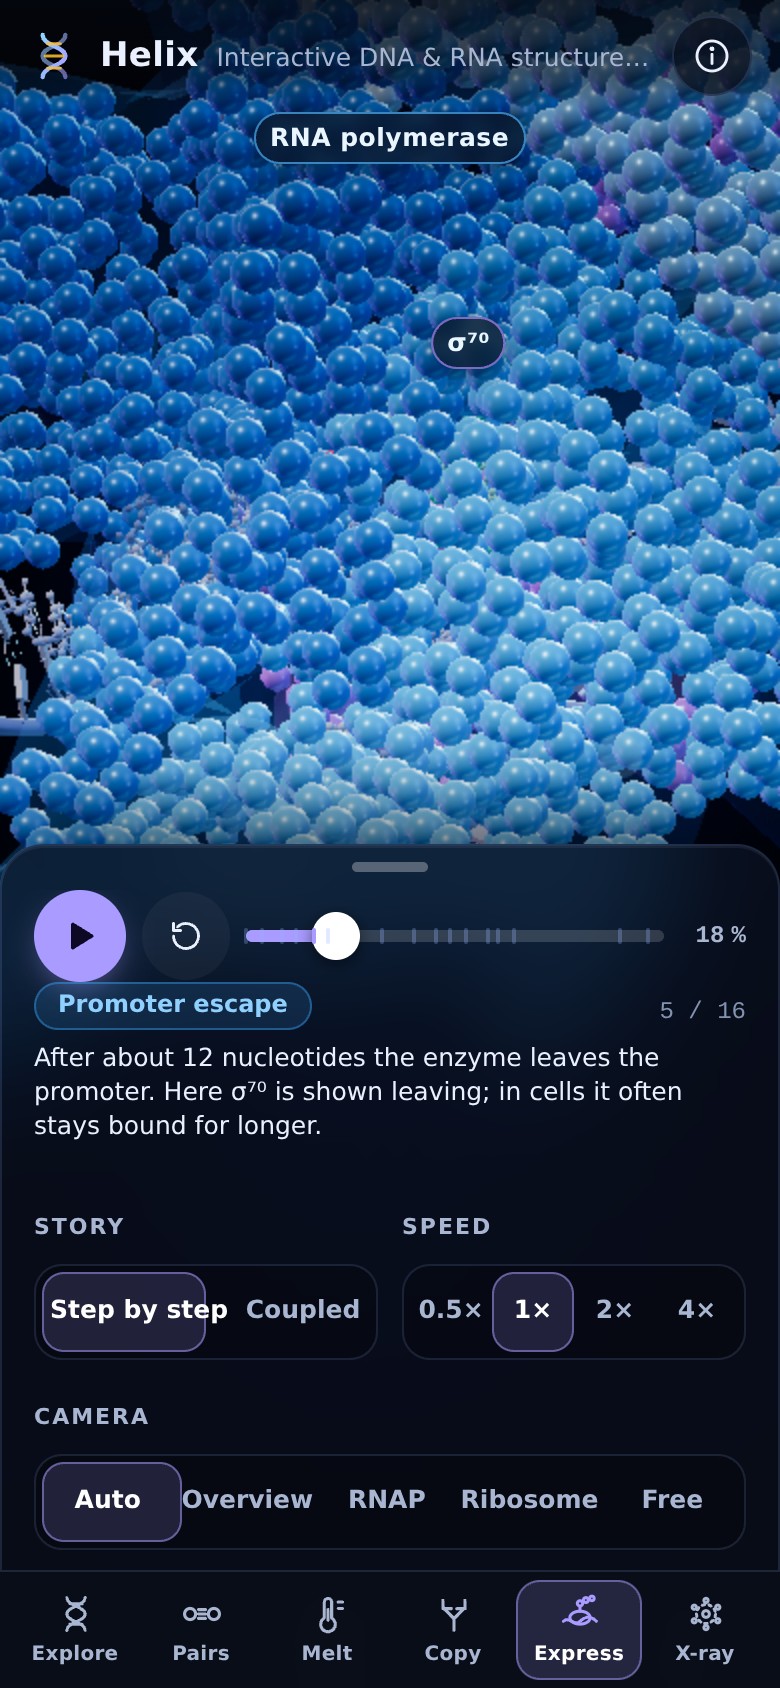 Helix Interactive DNA & RNA structure…
RNA polymerase
σ⁷⁰
18 %
Promoter escape
5 / 16
After about 12 nucleotides the enzyme leaves the
promoter. Here σ⁷⁰ is shown leaving; in cells it often
stays bound for longer.
STORY
SPEED
Step by step Coupled
0.5× 1× 2× 4×
CAMERA
Auto Overview RNAP Ribosome Free
Explore Pairs Melt Copy Express X-ray